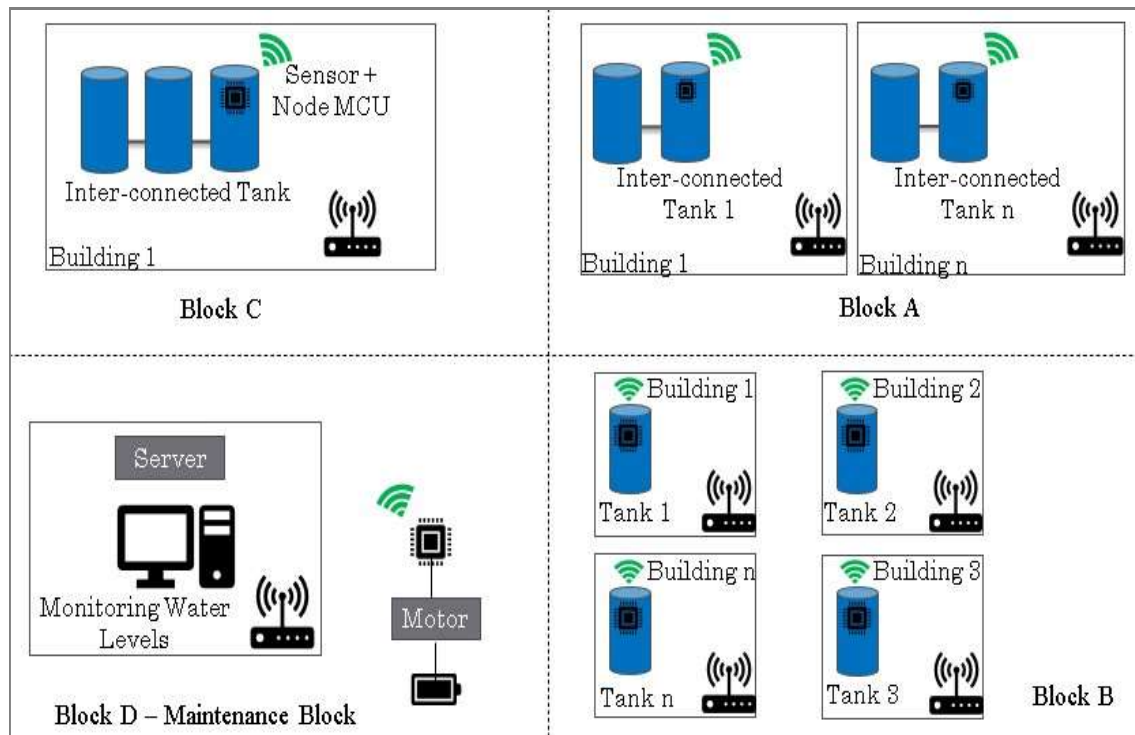 Sensor +
Node MCU
Inter-connected Tank
Building 1
Block C
Inter-connected
Tank 1
Building 1
Inter-connected
Tank n
Building n
Block A
Server
Monitoring Water
Levels
Motor
Block D – Maintenance Block
Building 1
Tank 1
Building 2
Tank 2
Building n
Tank n
Building 3
Tank 3
Block B